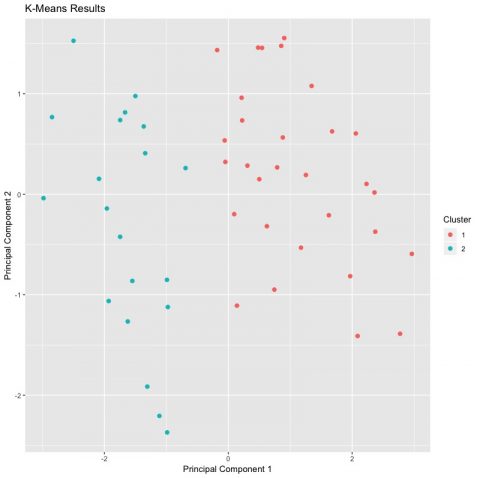 K-Means Results
Principal Component 2
1
0
-1
-2
-2
0
2
Principal Component 1
Cluster
1
2